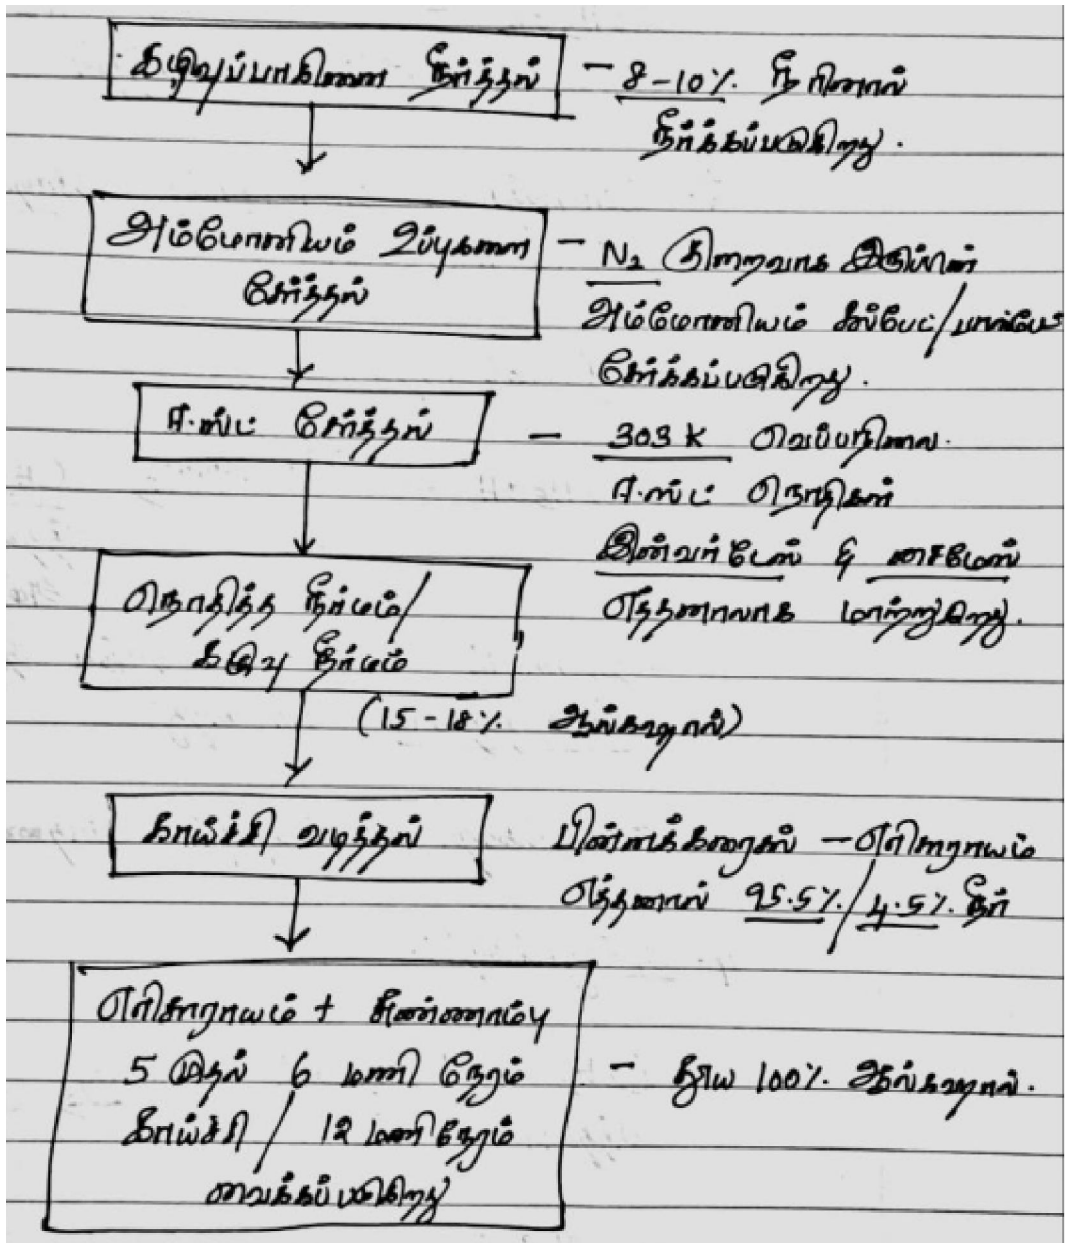 கழிவுப்பாகினை நீர்த்தல் - 8-10% நீரினால்
நீர்க்கப்படுகிறது.
அம்மோனியம் உப்புகளை
சேர்த்தல்
- N₂ குறைவாக இருப்பின்
அம்மோனியம் சல்பேட்/பாஸ்பேட்
சேர்க்கப்படுகிறது.
ஈஸ்ட் சேர்த்தல் - 303 K வெப்பநிலை.
ஈஸ்ட் நொதிகள்
இன்வர்டேஸ் & சைமேஸ்
எத்தனாலாக மாற்றுகிறது.
நொதித்த நீர்மம்/
கழுவு நீர்மம்
(15-18% ஆல்கஹால்)
காய்ச்சி வடித்தல்
பின்னக்கரைசல் - எரிசாராயம்
எத்தனால் 95.5%/4.5% நீர்
எரிசாராயம் + சுண்ணாம்பு
5 முதல் 6 மணி நேரம்
காய்ச்சி / 12 மணிநேரம்
வைக்கப்படுகிறது
- தூய 100% ஆல்கஹால்.